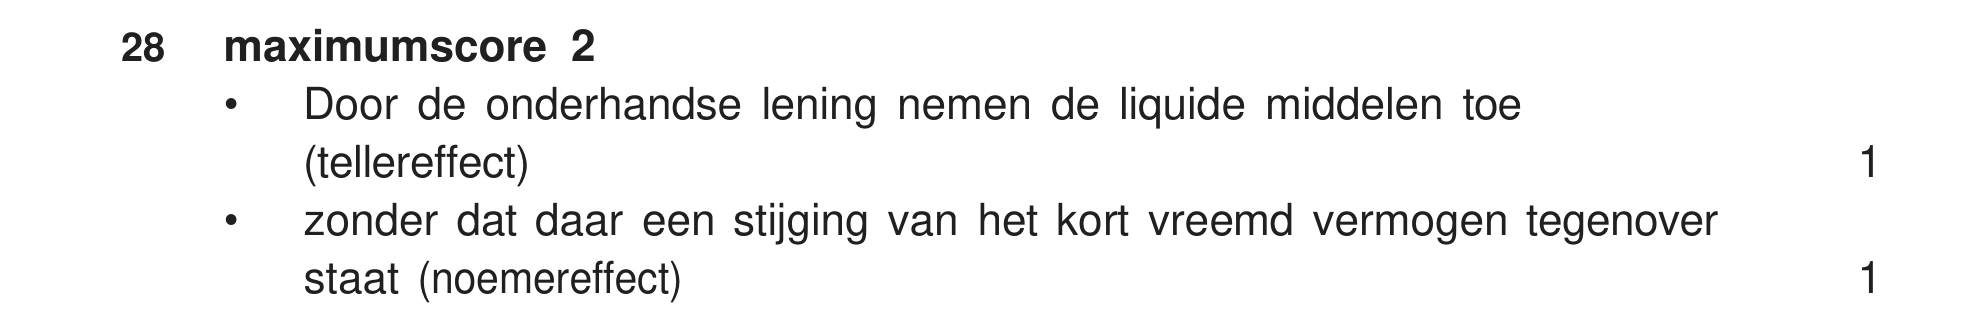 28 maximumscore 2
• Door de onderhandse lening nemen de liquide middelen toe
(tellereffect) 1
• zonder dat daar een stijging van het kort vreemd vermogen tegenover
staat (noemereffect) 1